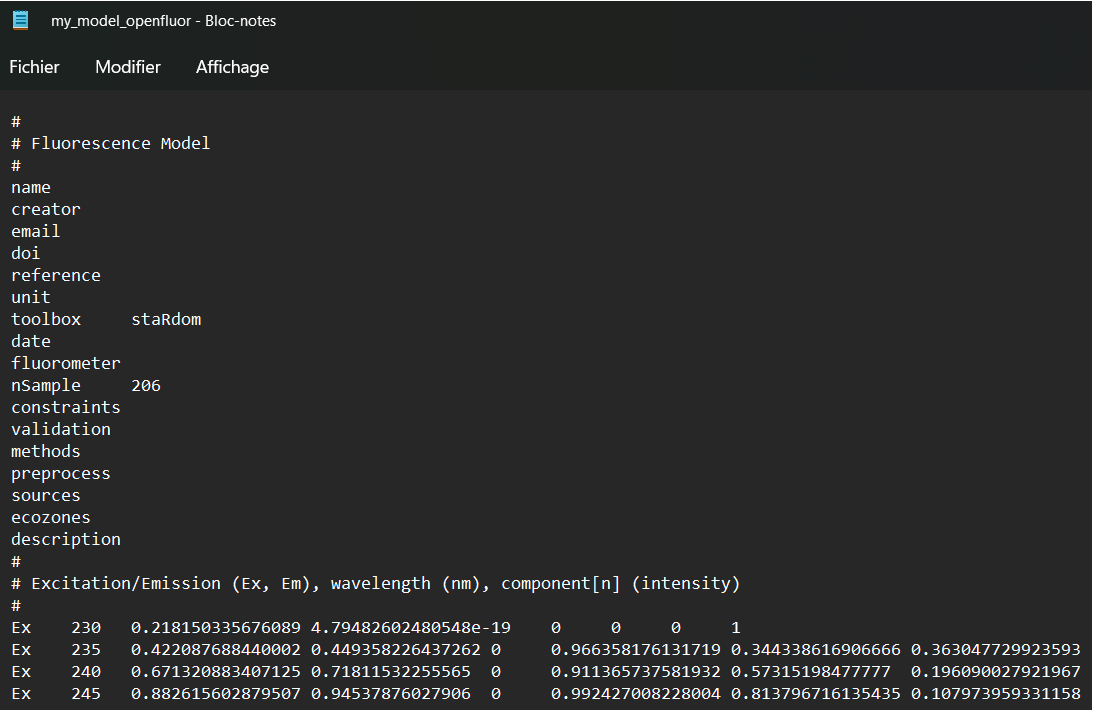 my_model_openfluor - Bloc-notes
Fichier Modifier Affichage
#
# Fluorescence Model
#
name
creator
email
doi
reference
unit
toolbox staRdom
date
fluorometer
nSample 206
constraints
validation
methods
preprocess
sources
ecozones
description
#
# Excitation/Emission (Ex, Em), wavelength (nm), component[n] (intensity)
#
Ex 230 0.218150335676089 4.79482602480548e-19 0 0 0 1
Ex 235 0.422087688440002 0.449358226437262 0 0.966358176131719 0.344338616906666 0.363047729923593
Ex 240 0.671320883407125 0.71811532255565 0 0.911365737581932 0.57315198477777 0.196090027921967
Ex 245 0.882615602879507 0.94537876027906 0 0.992427008228004 0.813796716135435 0.107973959331158